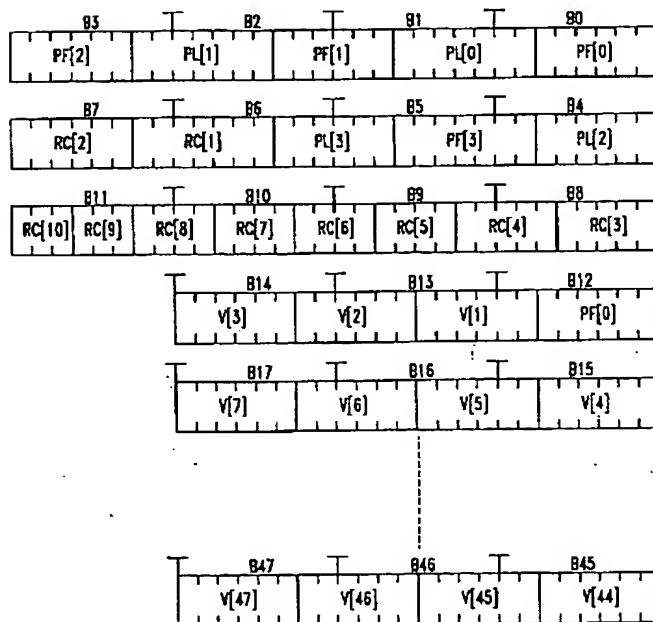 B3 B2 B1 B0
PF[2] PL[1] PF[1] PL[0] PF[0]
B7 B6 B5 B4
RC[2] RC[1] PL[3] PF[3] PL[2]
B11 B10 B9 B8
RC[10] RC[9] RC[8] RC[7] RC[6] RC[5] RC[4] RC[3]
B14 B13 B12
V[3] V[2] V[1] PF[0]
B17 B16 B15
V[7] V[6] V[5] V[4]
B47 B46 B45
V[47] V[46] V[45] V[44]